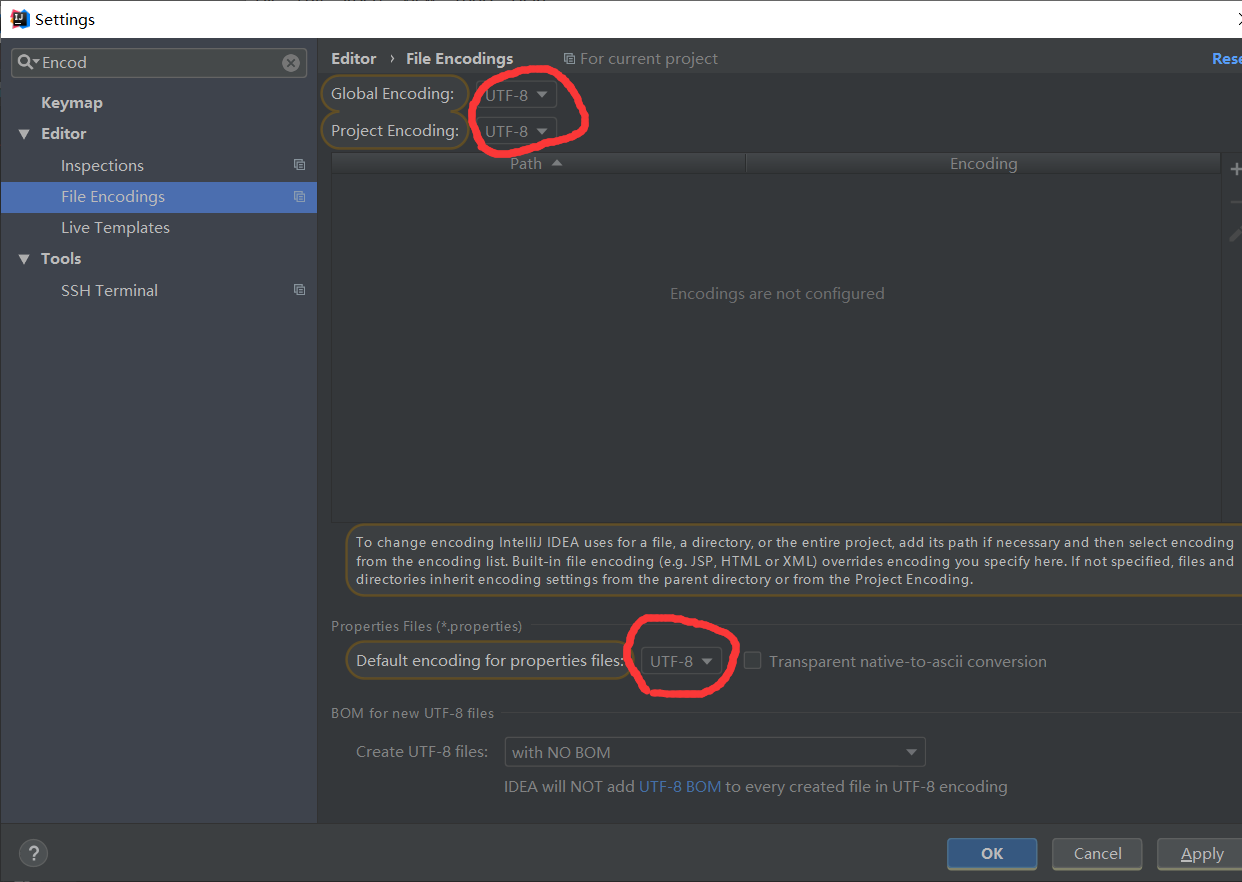 Settings
Encod
Editor › File Encodings For current project
Keymap
Editor
Inspections
File Encodings
Live Templates
Tools
SSH Terminal
Global Encoding: UTF-8
Project Encoding: UTF-8
Path Encoding
Encodings are not configured
To change encoding IntelliJ IDEA uses for a file, a directory, or the entire project, add its path if necessary and then select encoding
from the encoding list. Built-in file encoding (e.g. JSP, HTML or XML) overrides encoding you specify here. If not specified, files and
directories inherit encoding settings from the parent directory or from the Project Encoding.
Properties Files (*.properties)
Default encoding for properties files: UTF-8 Transparent native-to-ascii conversion
BOM for new UTF-8 files
Create UTF-8 files: with NO BOM
IDEA will NOT add UTF-8 BOM to every created file in UTF-8 encoding
? OK Cancel Apply